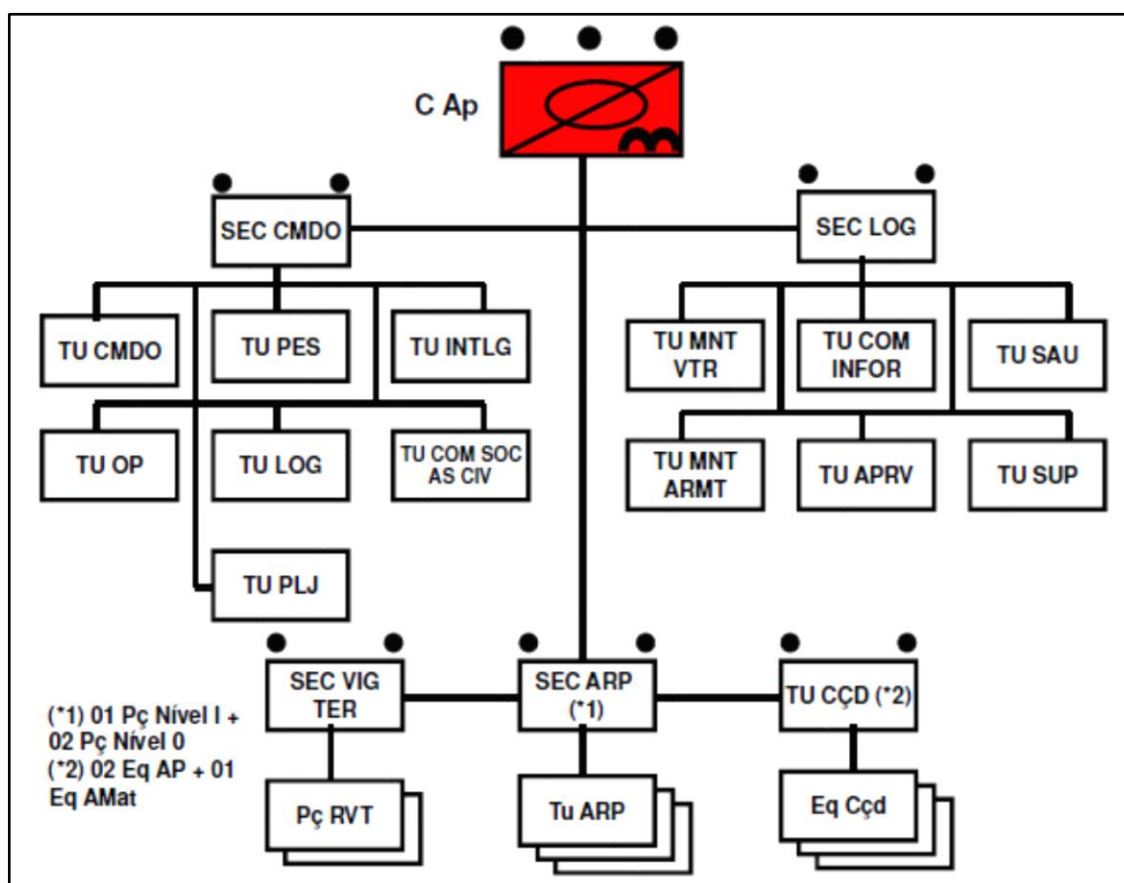 C Ap
SEC CMDO
SEC LOG
TU CMDO
TU PES
TU INTLG
TU MNT
VTR
TU COM
INFOR
TU SAU
TU OP
TU LOG
TU COM SOC
AS CIV
TU MNT
ARMT
TU APRV
TU SUP
TU PLJ
SEC VIG
TER
SEC ARP
(*1)
TU CÇD (*2)
(*1) 01 Pç Nível I +
02 Pç Nível 0
(*2) 02 Eq AP + 01
Eq AMat
Pç RVT
Tu ARP
Eq Cçd